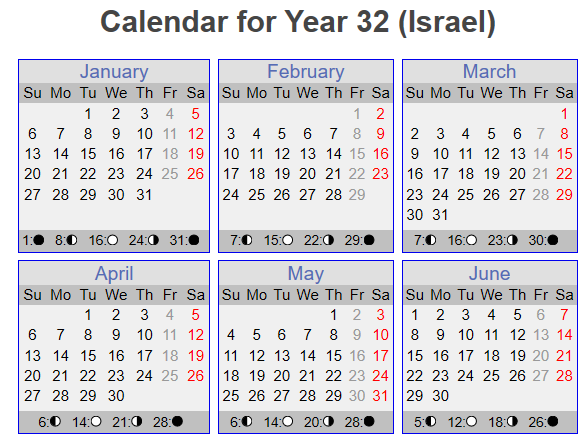 Calendar for Year 32 (Israel)
January
Su Mo Tu We Th Fr Sa
1 2 3 4 5
6 7 8 9 10 11 12
13 14 15 16 17 18 19
20 21 22 23 24 25 26
27 28 29 30 31
1:● 8:◐ 16:○ 24:◑ 31:●
February
Su Mo Tu We Th Fr Sa
1 2
3 4 5 6 7 8 9
10 11 12 13 14 15 16
17 18 19 20 21 22 23
24 25 26 27 28 29
7:◐ 15:○ 22:◑ 29:●
March
Su Mo Tu We Th Fr Sa
1
2 3 4 5 6 7 8
9 10 11 12 13 14 15
16 17 18 19 20 21 22
23 24 25 26 27 28 29
30 31
7:◐ 16:○ 23:◑ 30:●
April
Su Mo Tu We Th Fr Sa
1 2 3 4 5
6 7 8 9 10 11 12
13 14 15 16 17 18 19
20 21 22 23 24 25 26
27 28 29 30
6:◐ 14:○ 21:◑ 28:●
May
Su Mo Tu We Th Fr Sa
1 2 3
4 5 6 7 8 9 10
11 12 13 14 15 16 17
18 19 20 21 22 23 24
25 26 27 28 29 30 31
6:◐ 14:○ 20:◑ 28:●
June
Su Mo Tu We Th Fr Sa
1 2 3 4 5 6 7
8 9 10 11 12 13 14
15 16 17 18 19 20 21
22 23 24 25 26 27 28
29 30
5:◐ 12:○ 18:◑ 26:●